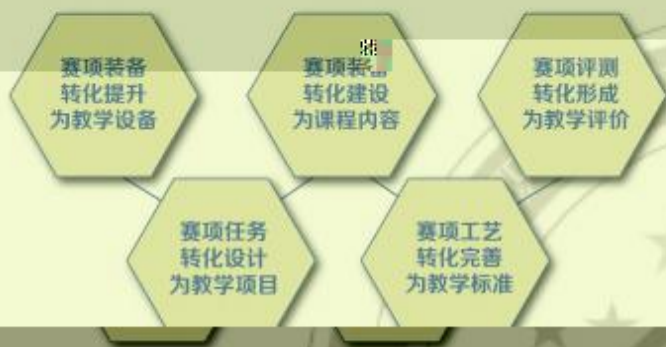 赛项装备
转化提升
为教学设备
赛项装
转化建设
为课程内容
赛项评测
转化形成
为教学评价
赛项任务
转化设计
为教学项目
赛项工艺
转化完善
为教学标准